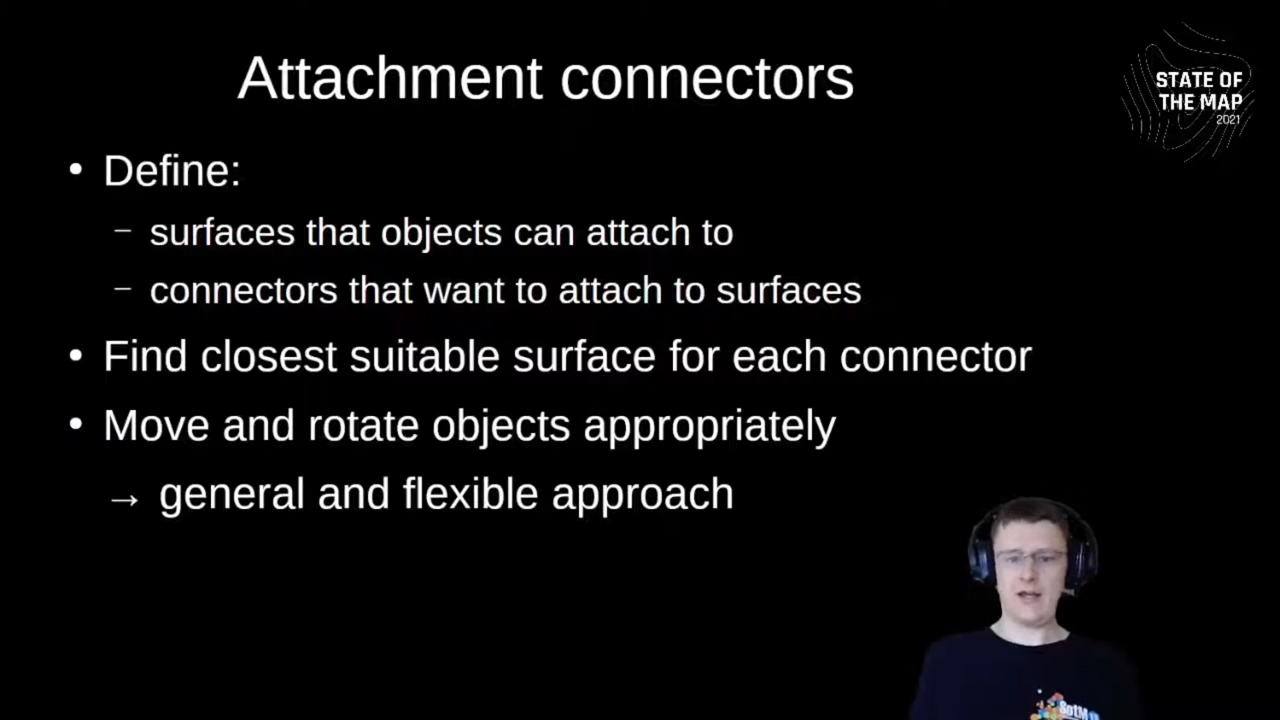 Attachment connectors
STATE OF
THE MAP
2021
• Define:
– surfaces that objects can attach to
– connectors that want to attach to surfaces
• Find closest suitable surface for each connector
• Move and rotate objects appropriately
→ general and flexible approach
SotM